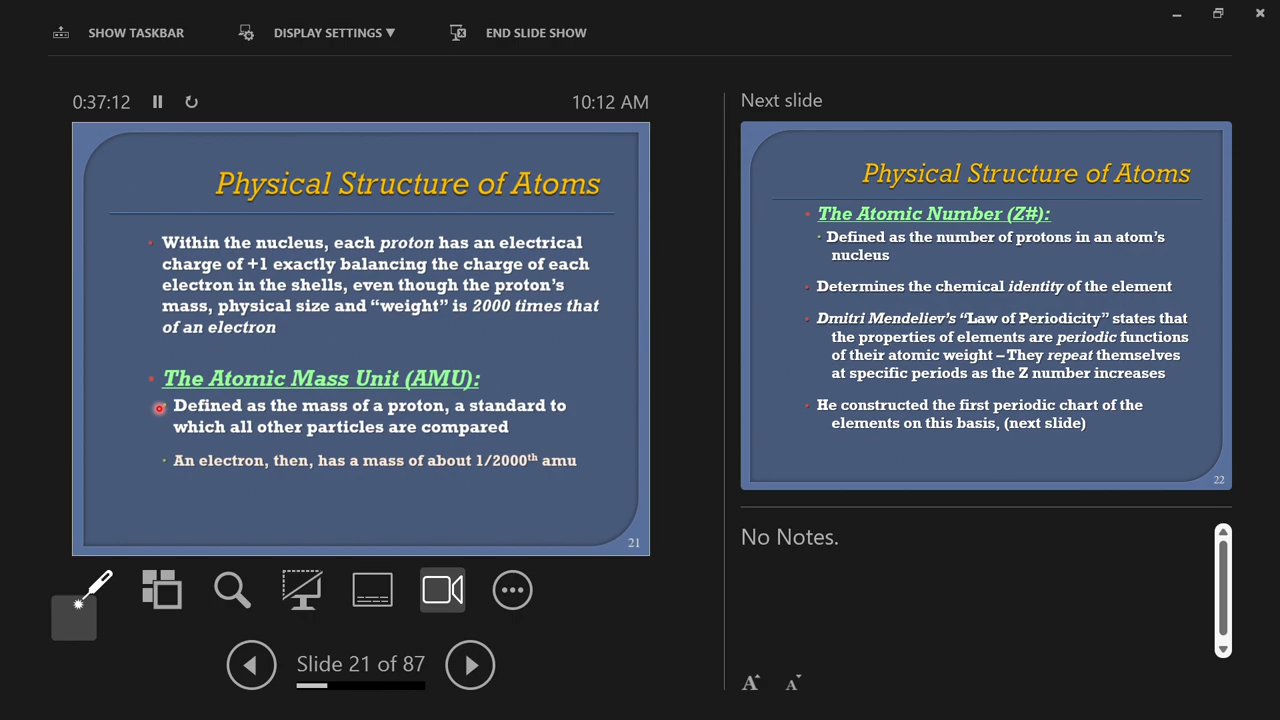 SHOW TASKBAR
DISPLAY SETTINGS ▼
END SLIDE SHOW
0:37:12
10:12 AM
Physical Structure of Atoms
• Within the nucleus, each proton has an electrical
charge of +1 exactly balancing the charge of each
electron in the shells, even though the proton's
mass, physical size and “weight” is 2000 times that
of an electron
• The Atomic Mass Unit (AMU):
Defined as the mass of a proton, a standard to
which all other particles are compared
• An electron, then, has a mass of about 1/2000th amu
21
Slide 21 of 87
Next slide
Physical Structure of Atoms
• The Atomic Number (Z#):
• Defined as the number of protons in an atom's
nucleus
• Determines the chemical identity of the element
• Dmitri Mendeliev's “Law of Periodicity” states that
the properties of elements are periodic functions
of their atomic weight – They repeat themselves
at specific periods as the Z number increases
• He constructed the first periodic chart of the
elements on this basis, (next slide)
22
No Notes.
A A